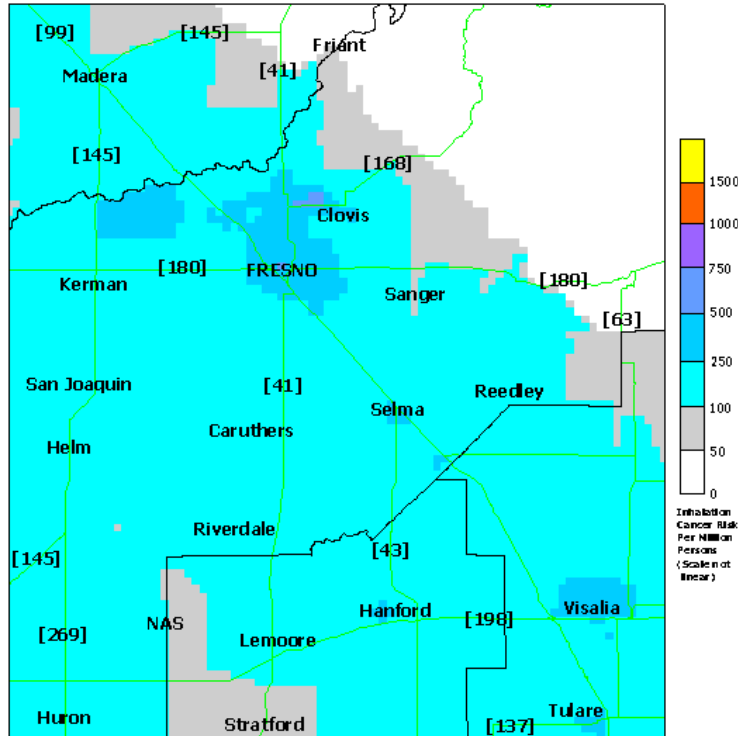 [99]
[145]
Friant
Madera
[41]
[145]
[168]
Clovis
[180]
FRESNO
Kerman
Sanger
[180]
[63]
San Joaquin
[41]
Reedley
Selma
Caruthers
Helm
Riverdale
[145]
[43]
NAS
Hanford
[198]
Visalia
[269]
Lemoore
Huron
Stratford
[137]
Tulare
1500
1000
750
500
250
100
50
0
Inhalation
Cancer Risk
Per Million
Persons
(Scale not
linear)